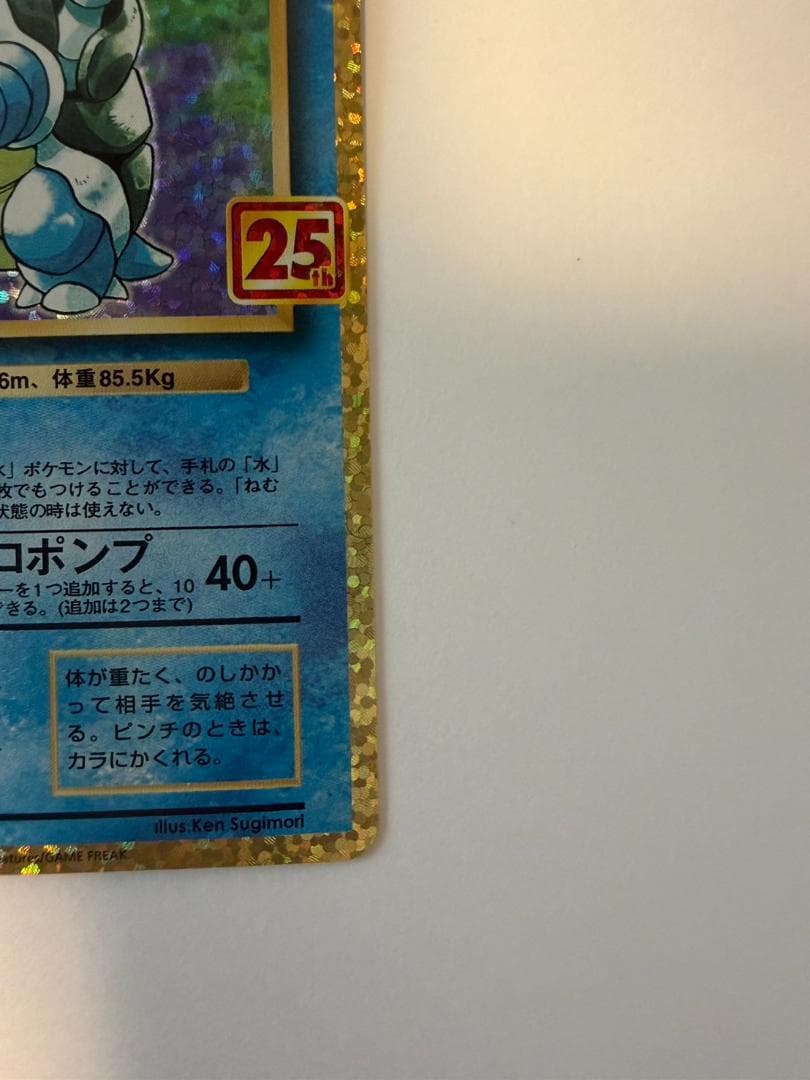 25th
6m、体重85.5Kg
」ポケモンに対して、手札の「水」
枚でもつけることができる。「ねむ
状態の時は使えない。
ロポンプ
40+
ーを1つ追加すると、10
できる。(追加は2つまで)
体が重たく、のしかか
って相手を気絶させ
る。ピンチのときは、
カラにかくれる。
illus.Ken Sugimori
eatures/GAME FREAK.